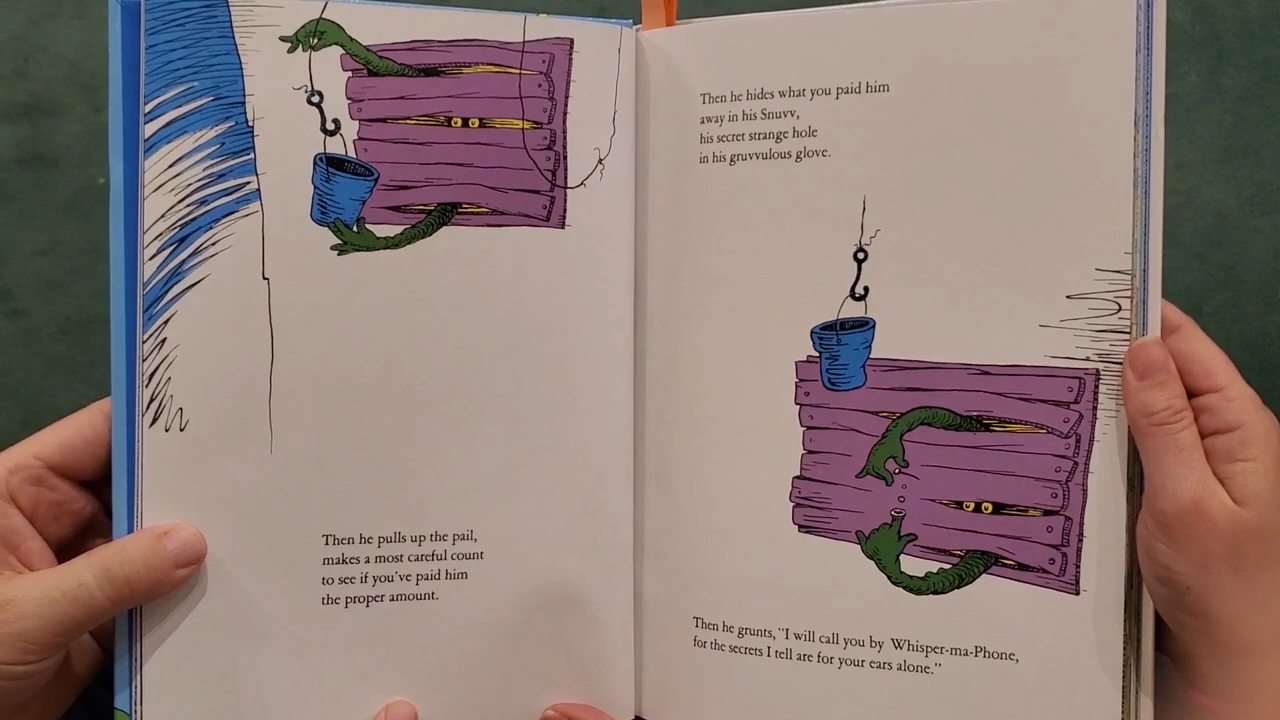 Then he pulls up the pail,
makes a most careful count
to see if you've paid him
the proper amount.
Then he hides what you paid him
away in his Snuvv,
his secret strange hole
in his gruvvulous glove.
Then he grunts, "I will call you by Whisper-ma-Phone,
for the secrets I tell are for your ears alone."